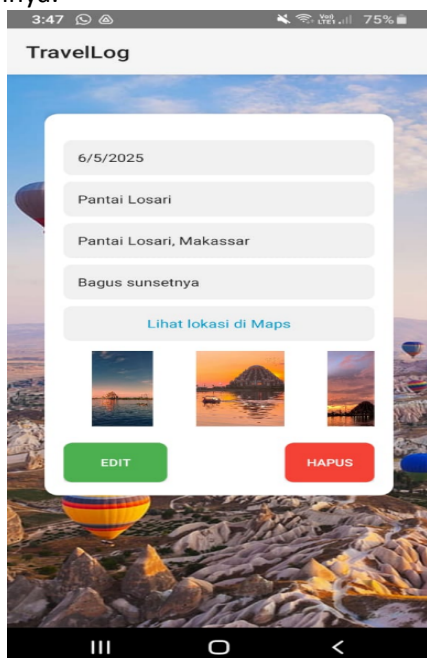 3:47 75%
TravelLog
6/5/2025
Pantai Losari
Pantai Losari, Makassar
Bagus sunsetnya
Lihat lokasi di Maps
EDIT HAPUS